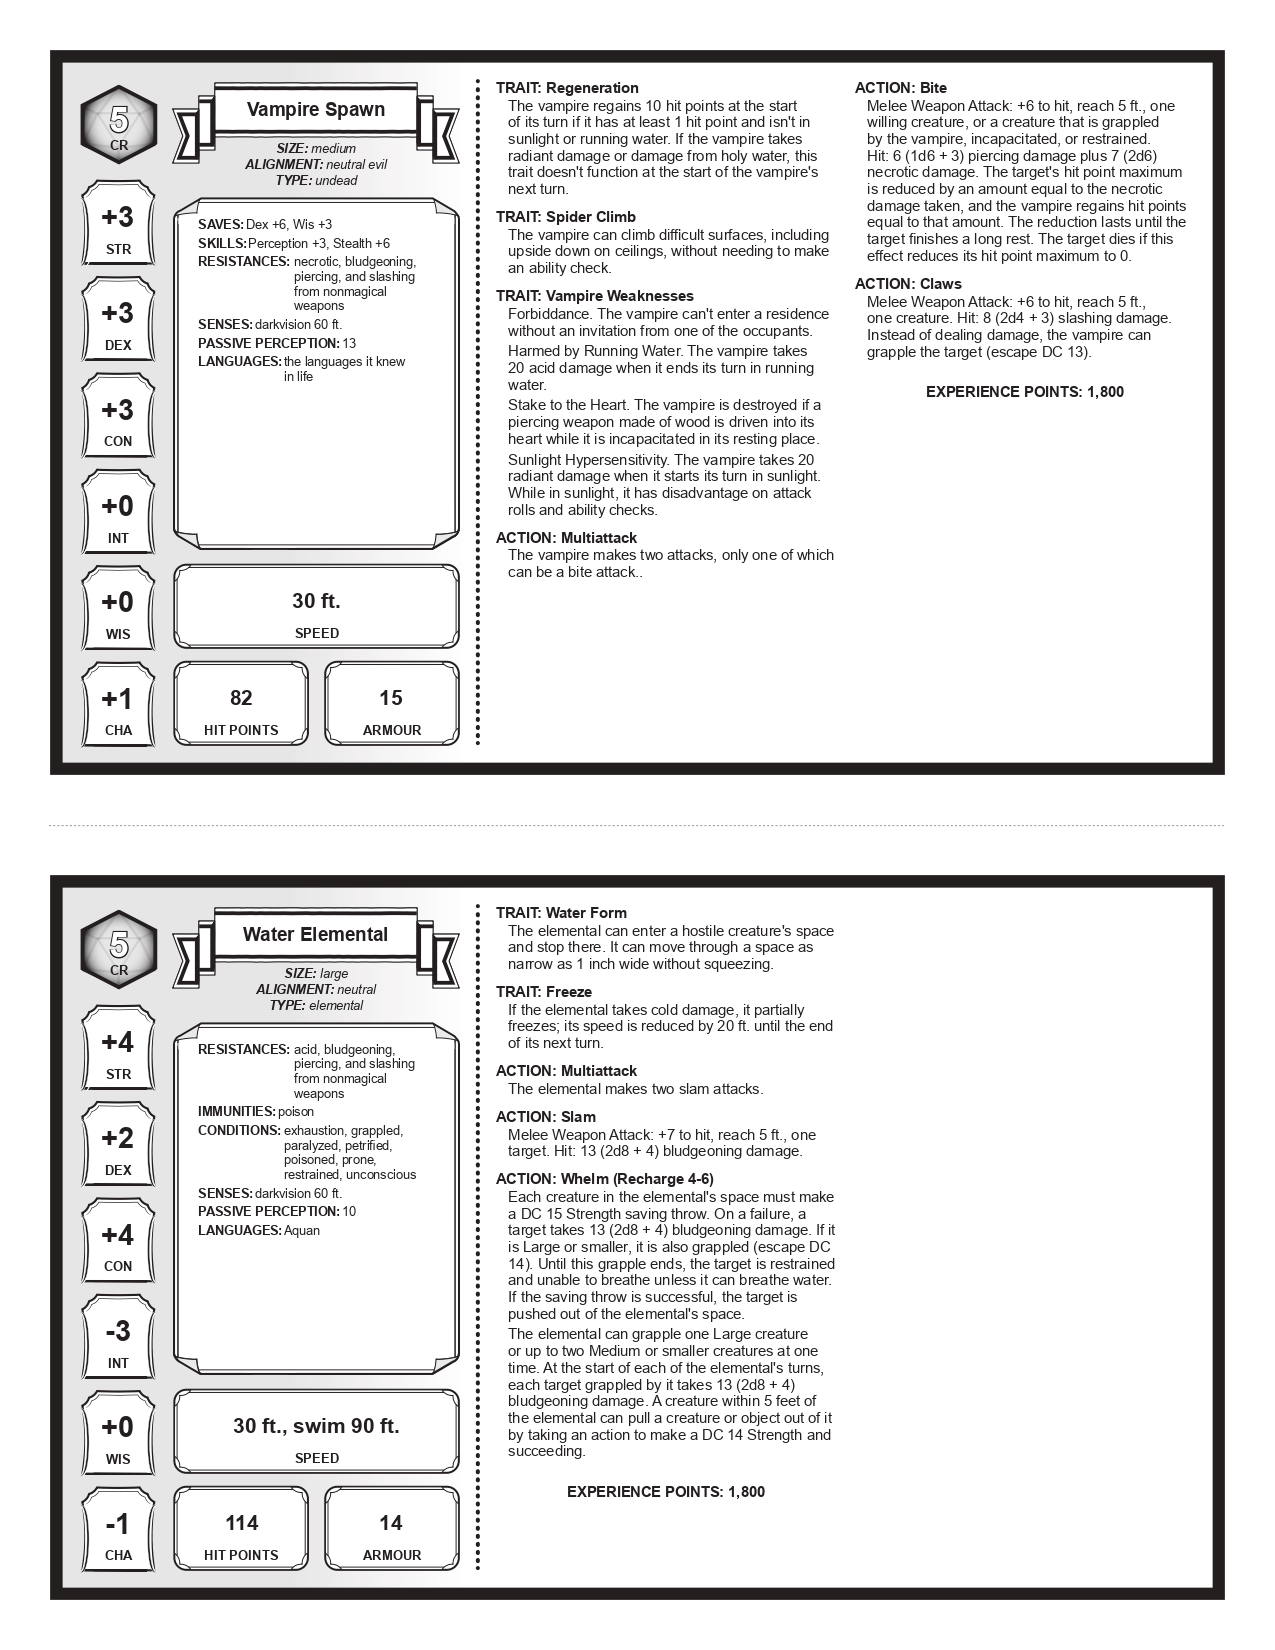 5
CR
Vampire Spawn
SIZE: medium
ALIGNMENT: neutral evil
TYPE: undead
+3
STR
+3
DEX
+3
CON
+0
INT
+0
WIS
+1
CHA
SAVES: Dex +6, Wis +3
SKILLS: Perception +3, Stealth +6
RESISTANCES: necrotic, bludgeoning,
piercing, and slashing
from nonmagical
weapons
SENSES: darkvision 60 ft.
PASSIVE PERCEPTION: 13
LANGUAGES: the languages it knew
in life
30 ft.
SPEED
82
HIT POINTS
15
ARMOUR
TRAIT: Regeneration
The vampire regains 10 hit points at the start
of its turn if it has at least 1 hit point and isn't in
sunlight or running water. If the vampire takes
radiant damage or damage from holy water, this
trait doesn't function at the start of the vampire's
next turn.
TRAIT: Spider Climb
The vampire can climb difficult surfaces, including
upside down on ceilings, without needing to make
an ability check.
TRAIT: Vampire Weaknesses
Forbiddance. The vampire can't enter a residence
without an invitation from one of the occupants.
Harmed by Running Water. The vampire takes
20 acid damage when it ends its turn in running
water.
Stake to the Heart. The vampire is destroyed if a
piercing weapon made of wood is driven into its
heart while it is incapacitated in its resting place.
Sunlight Hypersensitivity. The vampire takes 20
radiant damage when it starts its turn in sunlight.
While in sunlight, it has disadvantage on attack
rolls and ability checks.
ACTION: Multiattack
The vampire makes two attacks, only one of which
can be a bite attack..
ACTION: Bite
Melee Weapon Attack: +6 to hit, reach 5 ft., one
willing creature, or a creature that is grappled
by the vampire, incapacitated, or restrained.
Hit: 6 (1d6 + 3) piercing damage plus 7 (2d6)
necrotic damage. The target's hit point maximum
is reduced by an amount equal to the necrotic
damage taken, and the vampire regains hit points
equal to that amount. The reduction lasts until the
target finishes a long rest. The target dies if this
effect reduces its hit point maximum to 0.
ACTION: Claws
Melee Weapon Attack: +6 to hit, reach 5 ft.,
one creature. Hit: 8 (2d4 + 3) slashing damage.
Instead of dealing damage, the vampire can
grapple the target (escape DC 13).
EXPERIENCE POINTS: 1,800
5
CR
Water Elemental
SIZE: large
ALIGNMENT: neutral
TYPE: elemental
+4
STR
+2
DEX
+4
CON
-3
INT
+0
WIS
-1
CHA
RESISTANCES: acid, bludgeoning,
piercing, and slashing
from nonmagical
weapons
IMMUNITIES: poison
CONDITIONS: exhaustion, grappled,
paralyzed, petrified,
poisoned, prone,
restrained, unconscious
SENSES: darkvision 60 ft.
PASSIVE PERCEPTION: 10
LANGUAGES: Aquan
30 ft., swim 90 ft.
SPEED
114
HIT POINTS
14
ARMOUR
TRAIT: Water Form
The elemental can enter a hostile creature's space
and stop there. It can move through a space as
narrow as 1 inch wide without squeezing.
TRAIT: Freeze
If the elemental takes cold damage, it partially
freezes; its speed is reduced by 20 ft. until the end
of its next turn.
ACTION: Multiattack
The elemental makes two slam attacks.
ACTION: Slam
Melee Weapon Attack: +7 to hit, reach 5 ft., one
target. Hit: 13 (2d8 + 4) bludgeoning damage.
ACTION: Whelm (Recharge 4-6)
Each creature in the elemental's space must make
a DC 15 Strength saving throw. On a failure, a
target takes 13 (2d8 + 4) bludgeoning damage. If it
is Large or smaller, it is also grappled (escape DC
14). Until this grapple ends, the target is restrained
and unable to breathe unless it can breathe water.
If the saving throw is successful, the target is
pushed out of the elemental's space.
The elemental can grapple one Large creature
or up to two Medium or smaller creatures at one
time. At the start of each of the elemental's turns,
each target grappled by it takes 13 (2d8 + 4)
bludgeoning damage. A creature within 5 feet of
the elemental can pull a creature or object out of it
by taking an action to make a DC 14 Strength and
succeeding.
EXPERIENCE POINTS: 1,800